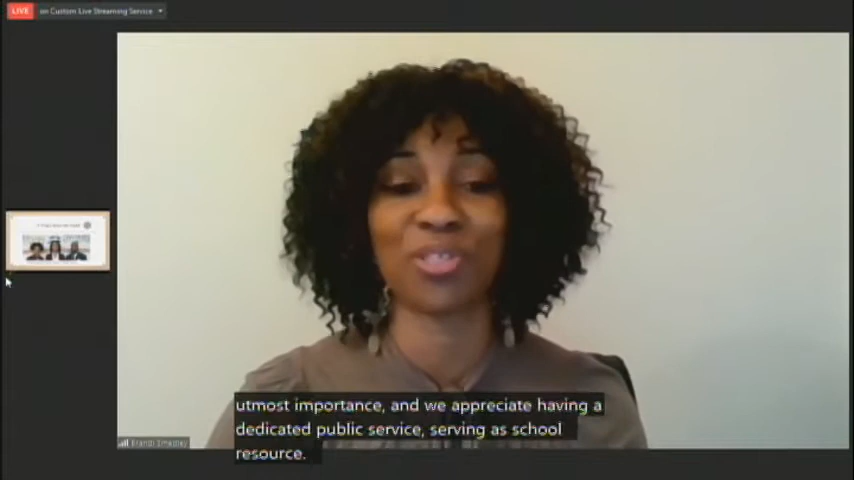 LIVE
on Custom Live Streaming Service
utmost importance, and we appreciate having a
dedicated public service, serving as school
resource.